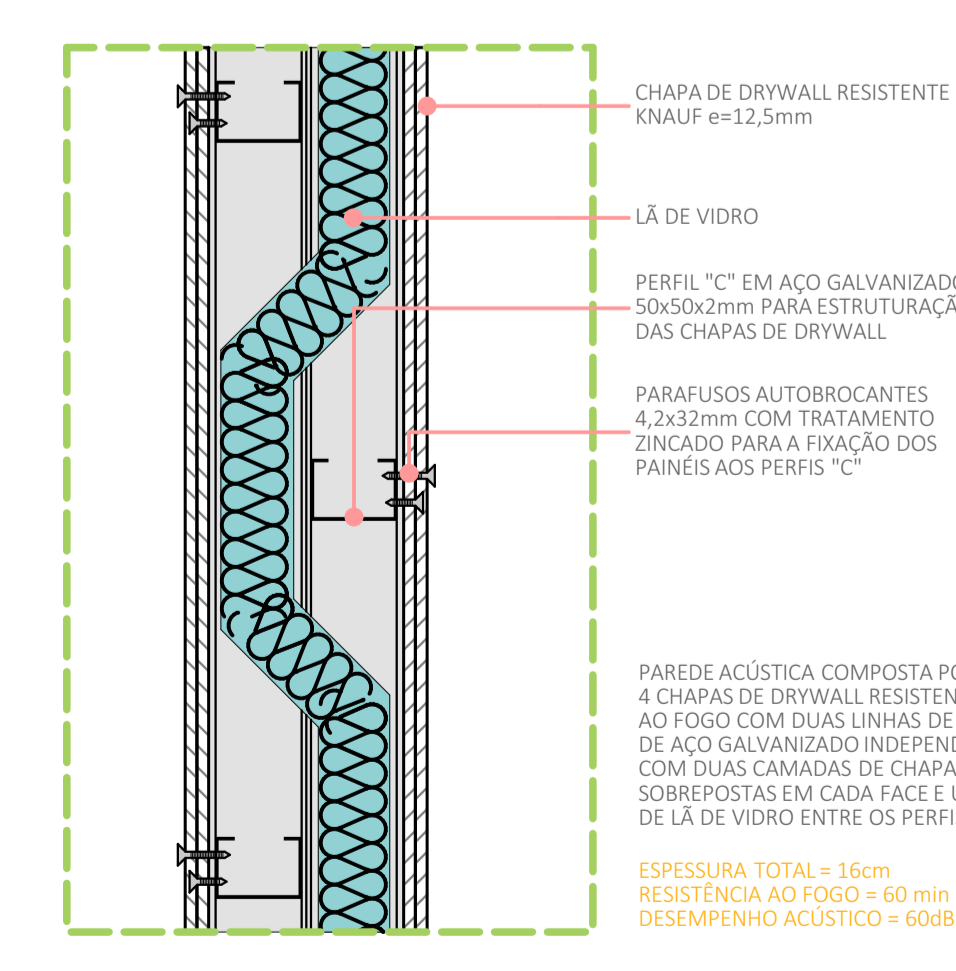 CHAPA DE DRYWALL RESISTENTE
KNAUF e=12,5mm
LÃ DE VIDRO
PERFIL "C" EM AÇO GALVANIZADO
50x50x2mm PARA ESTRUTURAÇÃ
DAS CHAPAS DE DRYWALL
PARAFUSOS AUTOBROCANTES
4,2x32mm COM TRATAMENTO
ZINCADO PARA A FIXAÇÃO DOS
PAINÉIS AOS PERFIS "C"
PAREDE ACÚSTICA COMPOSTA PO
4 CHAPAS DE DRYWALL RESISTEN
AO FOGO COM DUAS LINHAS DE
DE AÇO GALVANIZADO INDEPEND
COM DUAS CAMADAS DE CHAPA
SOBREPOSTAS EM CADA FACE E U
DE LÃ DE VIDRO ENTRE OS PERFI
ESPESSURA TOTAL = 16cm
RESISTÊNCIA AO FOGO = 60 min
DESEMPENHO ACÚSTICO = 60dB